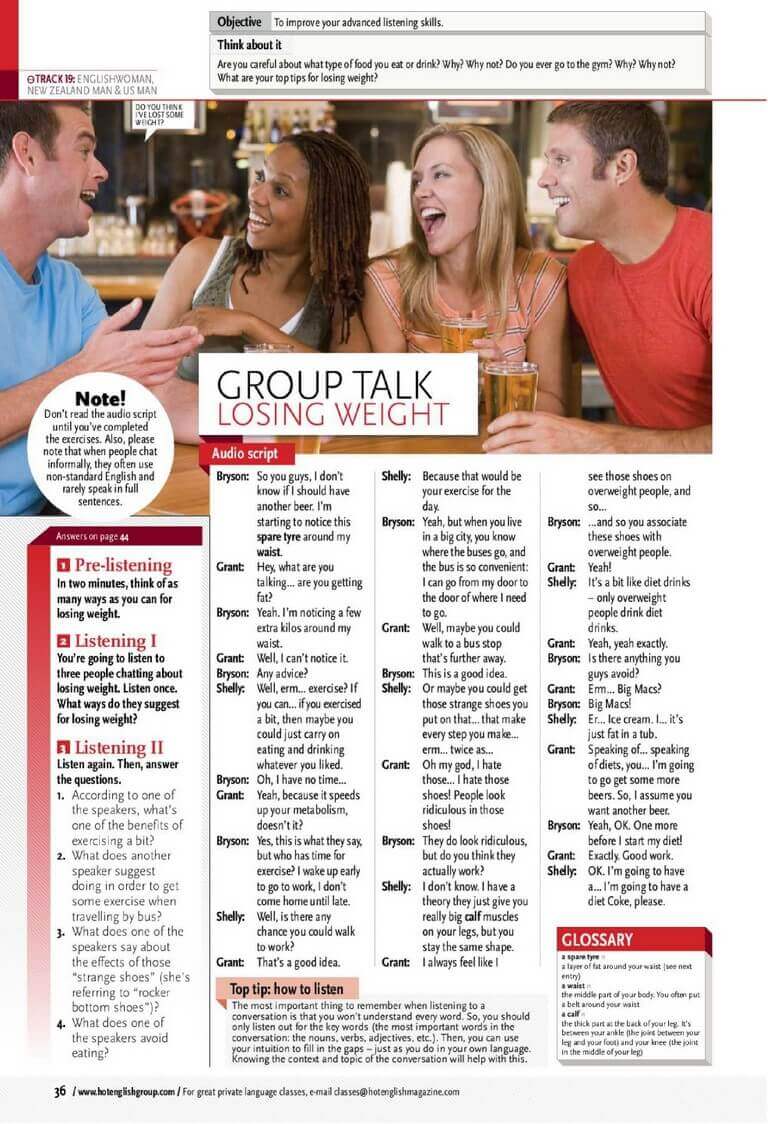 Objective To improve your advanced listening skills.
Think about it
Are you careful about what type of food you eat or drink? Why? Why not? Do you ever go to the gym? Why? Why not?
What are your top tips for losing weight?
TRACK 19: ENGLISHWOMAN,
NEW ZEALAND MAN & US MAN
DO YOU THINK
I'VE LOST SOME
WEIGHT?
GROUP TALK
LOSING WEIGHT
Note!
Don't read the audio script
until you've completed
the exercises. Also, please
note that when people chat
informally, they often use
non-standard English and
rarely speak in full
sentences.
Answers on page 44
1 Pre-listening
In two minutes, think of as
many ways as you can for
losing weight.
2 Listening I
You're going to listen to
three people chatting about
losing weight. Listen once.
What ways do they suggest
for losing weight?
3 Listening II
Listen again. Then, answer
the questions.
1. According to one of
the speakers, what's
one of the benefits of
exercising a bit?
2. What does another
speaker suggest
doing in order to get
some exercise when
travelling by bus?
3. What does one of the
speakers say about
the effects of those
"strange shoes" (she's
referring to "rocker
bottom shoes")?
4. What does one of
the speakers avoid
eating?
Audio script
Bryson: So you guys, I don't
know if I should have
another beer. I'm
starting to notice this
spare tyre around my
waist.
Grant: Hey, what are you
talking... are you getting
fat?
Bryson: Yeah. I'm noticing a few
extra kilos around my
waist.
Grant: Well, I can't notice it.
Bryson: Any advice?
Shelly: Well, erm... exercise? If
you can... if you exercised
a bit, then maybe you
could just carry on
eating and drinking
whatever you liked.
Bryson: Oh, I have no time...
Grant: Yeah, because it speeds
up your metabolism,
doesn't it?
Bryson: Yes, this is what they say,
but who has time for
exercise? I wake up early
to go to work, I don't
come home until late.
Shelly: Well, is there any
chance you could walk
to work?
Grant: That's a good idea.
Shelly: Because that would be
your exercise for the
day.
Bryson: Yeah, but when you live
in a big city, you know
where the buses go, and
the bus is so convenient:
I can go from my door to
the door of where I need
to go.
Grant: Well, maybe you could
walk to a bus stop
that's further away.
Bryson: This is a good idea.
Shelly: Or maybe you could get
those strange shoes you
put on that... that make
every step you make...
erm... twice as...
Grant: Oh my god, I hate
those... I hate those
shoes! People look
ridiculous in those
shoes!
Bryson: They do look ridiculous,
but do you think they
actually work?
Shelly: I don't know. I have a
theory they just give you
really big calf muscles
on your legs, but you
stay the same shape.
Grant: I always feel like I
see those shoes on
overweight people, and
so...
Bryson: ...and so you associate
these shoes with
overweight people.
Grant: Yeah!
Shelly: It's a bit like diet drinks
– only overweight
people drink diet
drinks.
Grant: Yeah, yeah exactly.
Bryson: Is there anything you
guys avoid?
Grant: Erm... Big Macs?
Bryson: Big Macs!
Shelly: Er... Ice cream. I... it's
just fat in a tub.
Grant: Speaking of... speaking
of diets, you... I'm going
to go get some more
beers. So, I assume you
want another beer.
Bryson: Yeah, OK. One more
before I start my diet!
Grant: Exactly. Good work.
Shelly: OK. I'm going to have
a... I'm going to have a
diet Coke, please.
Top tip: how to listen
The most important thing to remember when listening to a
conversation is that you won't understand every word. So, you should
only listen out for the key words (the most important words in the
conversation: the nouns, verbs, adjectives, etc.). Then, you can use
your intuition to fill in the gaps – just as you do in your own language.
Knowing the context and topic of the conversation will help with this.
GLOSSARY
a spare tyre n
a layer of fat around your waist (see next
entry)
a waist n
the middle part of your body. You often put
a belt around your waist
a calf n
the thick part at the back of your leg. It's
between your ankle (the joint between your
leg and your foot) and your knee (the joint
in the middle of your leg)
36 / www.hotenglishgroup.com / For great private language classes, e-mail classes@hotenglishmagazine.com